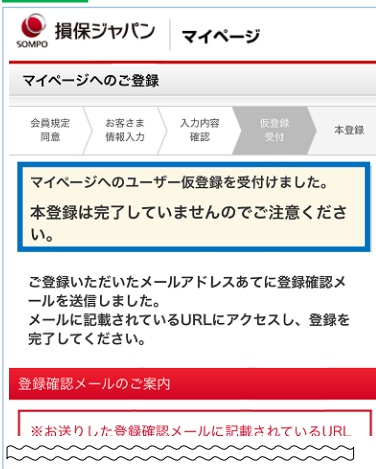 SOMPO 損保ジャパン マイページ
マイページへのご登録
会員規定 お客さま 入力内容 仮登録 本登録
同意 情報入力 確認 受付
マイページへのユーザー仮登録を受付けました。
本登録は完了していませんのでご注意くださ
い。
ご登録いただいたメールアドレスあてに登録確認メ
ールを送信しました。
メールに記載されているURLにアクセスし、登録を
完了してください。
登録確認メールのご案内
※お送りした登録確認メールに記載されているURL